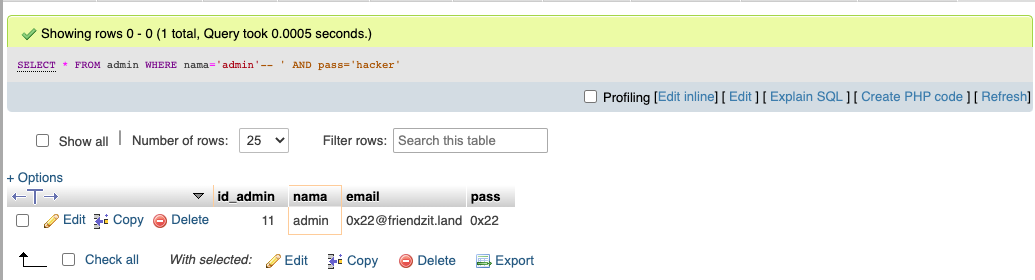 Showing rows 0 - 0 (1 total, Query took 0.0005 seconds.)
SELECT * FROM admin WHERE nama='admin'-- ' AND pass='hacker'
Profiling [Edit inline] [ Edit ] [ Explain SQL ] [ Create PHP code ] [ Refresh]
Show all | Number of rows: 25 Filter rows: Search this table
+ Options
←T→ id_admin nama email pass
Edit Copy Delete 11 admin 0x22@friendzit.land 0x22
Check all With selected: Edit Copy Delete Export